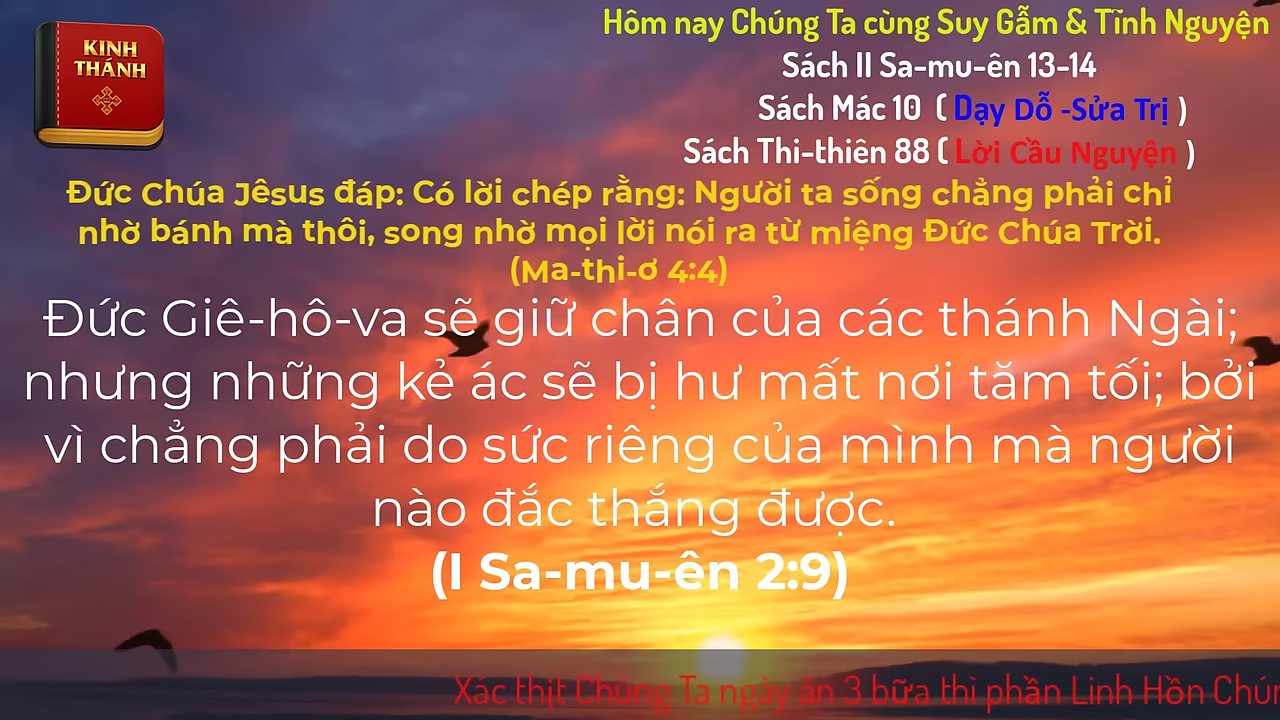 KINH
THÁNH
Hôm nay Chúng Ta cùng Suy Gẫm & Tĩnh Nguyện
Sách II Sa-mu-ên 13-14
Sách Mác 10 ( Dạy Dỗ -Sửa Trị )
Sách Thi-thiên 88 ( Lời Cầu Nguyện )
Đức Chúa Jêsus đáp: Có lời chép rằng: Người ta sống chẳng phải chỉ
nhờ bánh mà thôi, song nhờ mọi lời nói ra từ miệng Đức Chúa Trời.
(Ma-thi-ơ 4:4)
Đức Giê-hô-va sẽ giữ chân của các thánh Ngài;
nhưng những kẻ ác sẽ bị hư mất nơi tăm tối; bởi
vì chẳng phải do sức riêng của mình mà người
nào đắc thắng được.
(I Sa-mu-ên 2:9)
Xác thịt Chúng Ta ngày ăn 3 bữa thì phần Linh Hồn